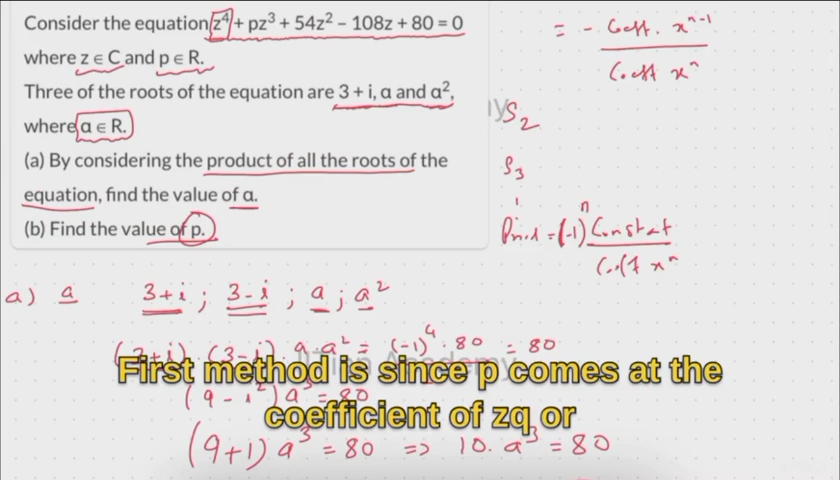 Consider the equation z⁴ + pz³ + 54z² – 108z + 80 = 0
where z ∈ C and p ∈ R.
Three of the roots of the equation are 3 + i, α and α²,
where α ∈ R.
(a) By considering the product of all the roots of the
equation, find the value of α.
(b) Find the value of p.
= - Coeff. xⁿ⁻¹
Coeff xⁿ
S₂
S₃
= (-1)ⁿ Constat
Coff xⁿ
a) a 3+i ; 3-i ; a ; a²
(3+i) . (3-i) . a . a² = (-1)⁴ . 80 = 80
(9 - i²) a³ = 80
First method is since p comes at the
coefficient of zq or
(9+1) a³ = 80 => 10. a³ = 80